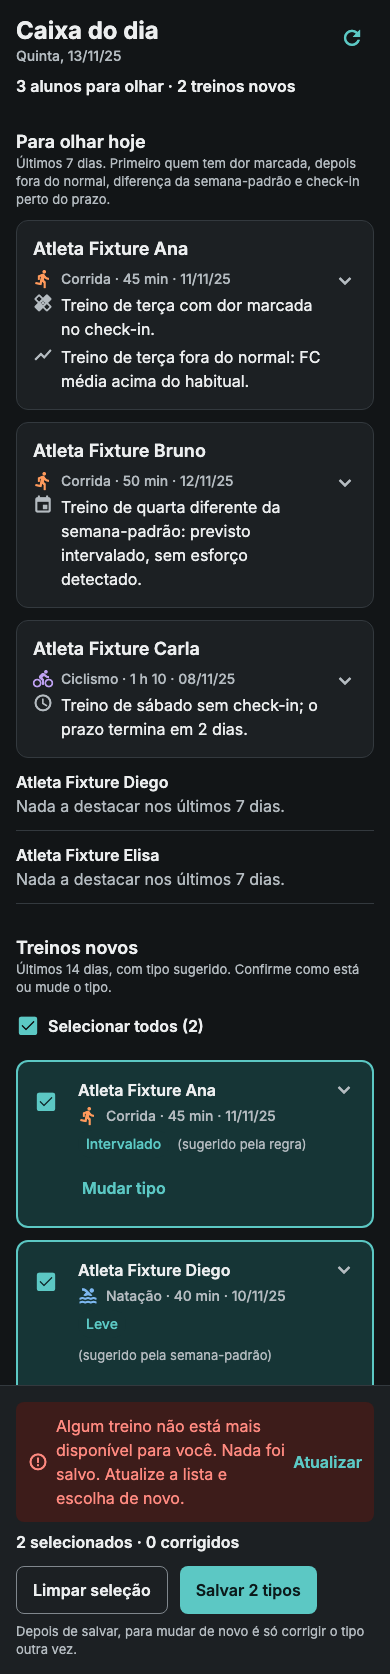 Caixa do dia
Quinta, 13/11/25
3 alunos para olhar · 2 treinos novos
Para olhar hoje
Últimos 7 dias. Primeiro quem tem dor marcada, depois
fora do normal, diferença da semana-padrão e check-in
perto do prazo.
Atleta Fixture Ana
Corrida · 45 min · 11/11/25
Treino de terça com dor marcada
no check-in.
Treino de terça fora do normal: FC
média acima do habitual.
Atleta Fixture Bruno
Corrida · 50 min · 12/11/25
Treino de quarta diferente da
semana-padrão: previsto
intervalado, sem esforço
detectado.
Atleta Fixture Carla
Ciclismo · 1 h 10 · 08/11/25
Treino de sábado sem check-in; o
prazo termina em 2 dias.
Atleta Fixture Diego
Nada a destacar nos últimos 7 dias.
Atleta Fixture Elisa
Nada a destacar nos últimos 7 dias.
Treinos novos
Últimos 14 dias, com tipo sugerido. Confirme como está
ou mude o tipo.
Selecionar todos (2)
Atleta Fixture Ana
Corrida · 45 min · 11/11/25
Intervalado (sugerido pela regra)
Mudar tipo
Atleta Fixture Diego
Natação · 40 min · 10/11/25
Leve
(sugerido pela semana-padrão)
Algum treino não está mais
disponível para você. Nada foi
salvo. Atualize a lista e
escolha de novo.
Atualizar
2 selecionados · 0 corrigidos
Limpar seleção
Salvar 2 tipos
Depois de salvar, para mudar de novo é só corrigir o tipo
outra vez.